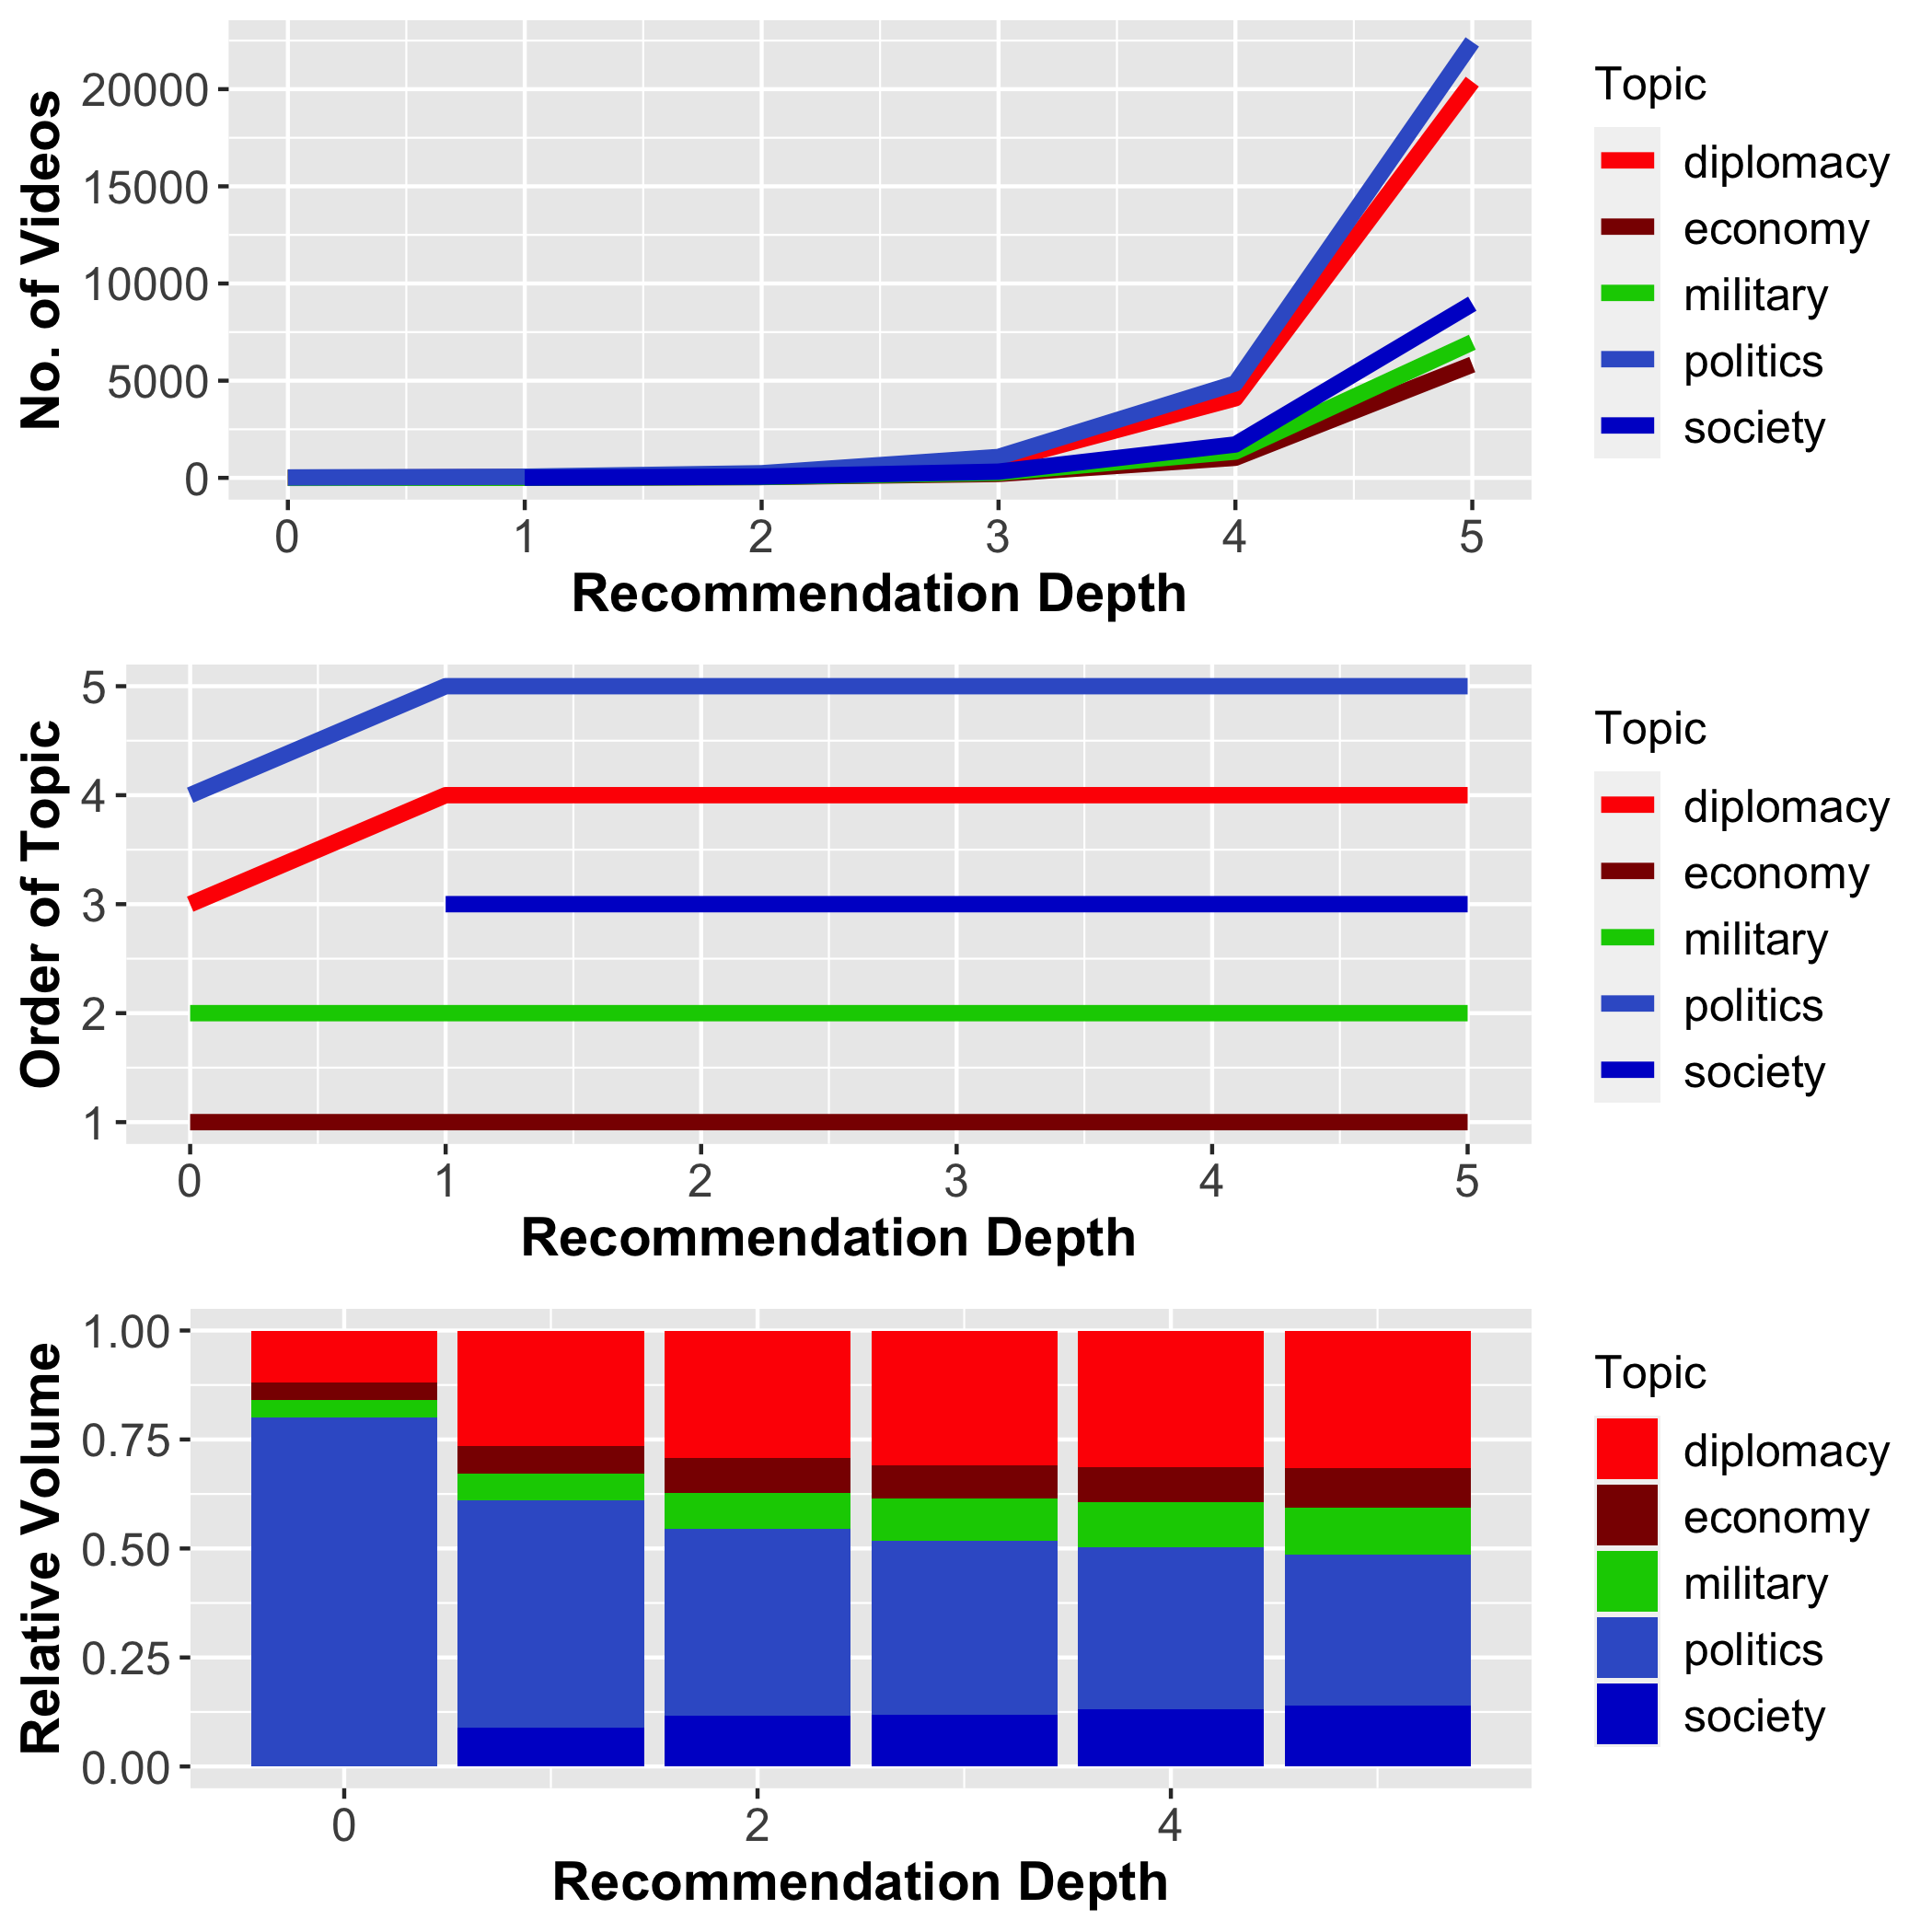 No. of Videos
20000
15000
10000
5000
0
0 1 2 3 4 5
Recommendation Depth
Topic
diplomacy
economy
military
politics
society
Order of Topic
5
4
3
2
1
0 1 2 3 4 5
Recommendation Depth
Topic
diplomacy
economy
military
politics
society
Relative Volume
1.00
0.75
0.50
0.25
0.00
0 2 4
Recommendation Depth
Topic
diplomacy
economy
military
politics
society